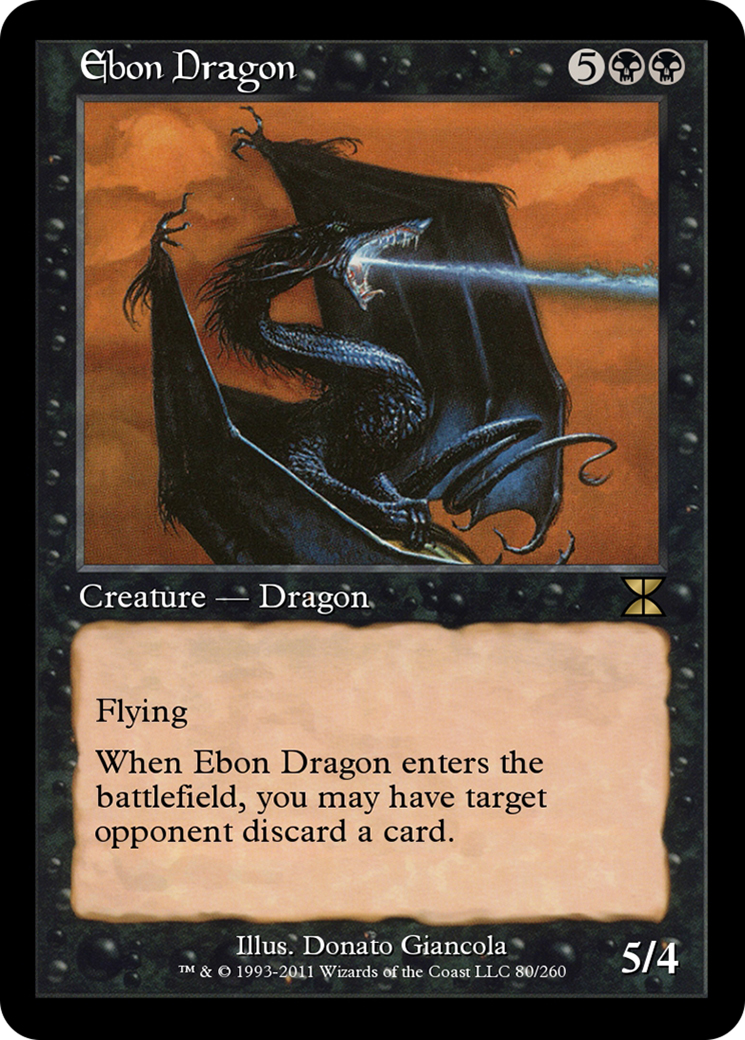 Ebon Dragon 5
Creature — Dragon
Flying
When Ebon Dragon enters the
battlefield, you may have target
opponent discard a card.
Illus. Donato Giancola
™ & © 1993-2011 Wizards of the Coast LLC 80/260
5/4